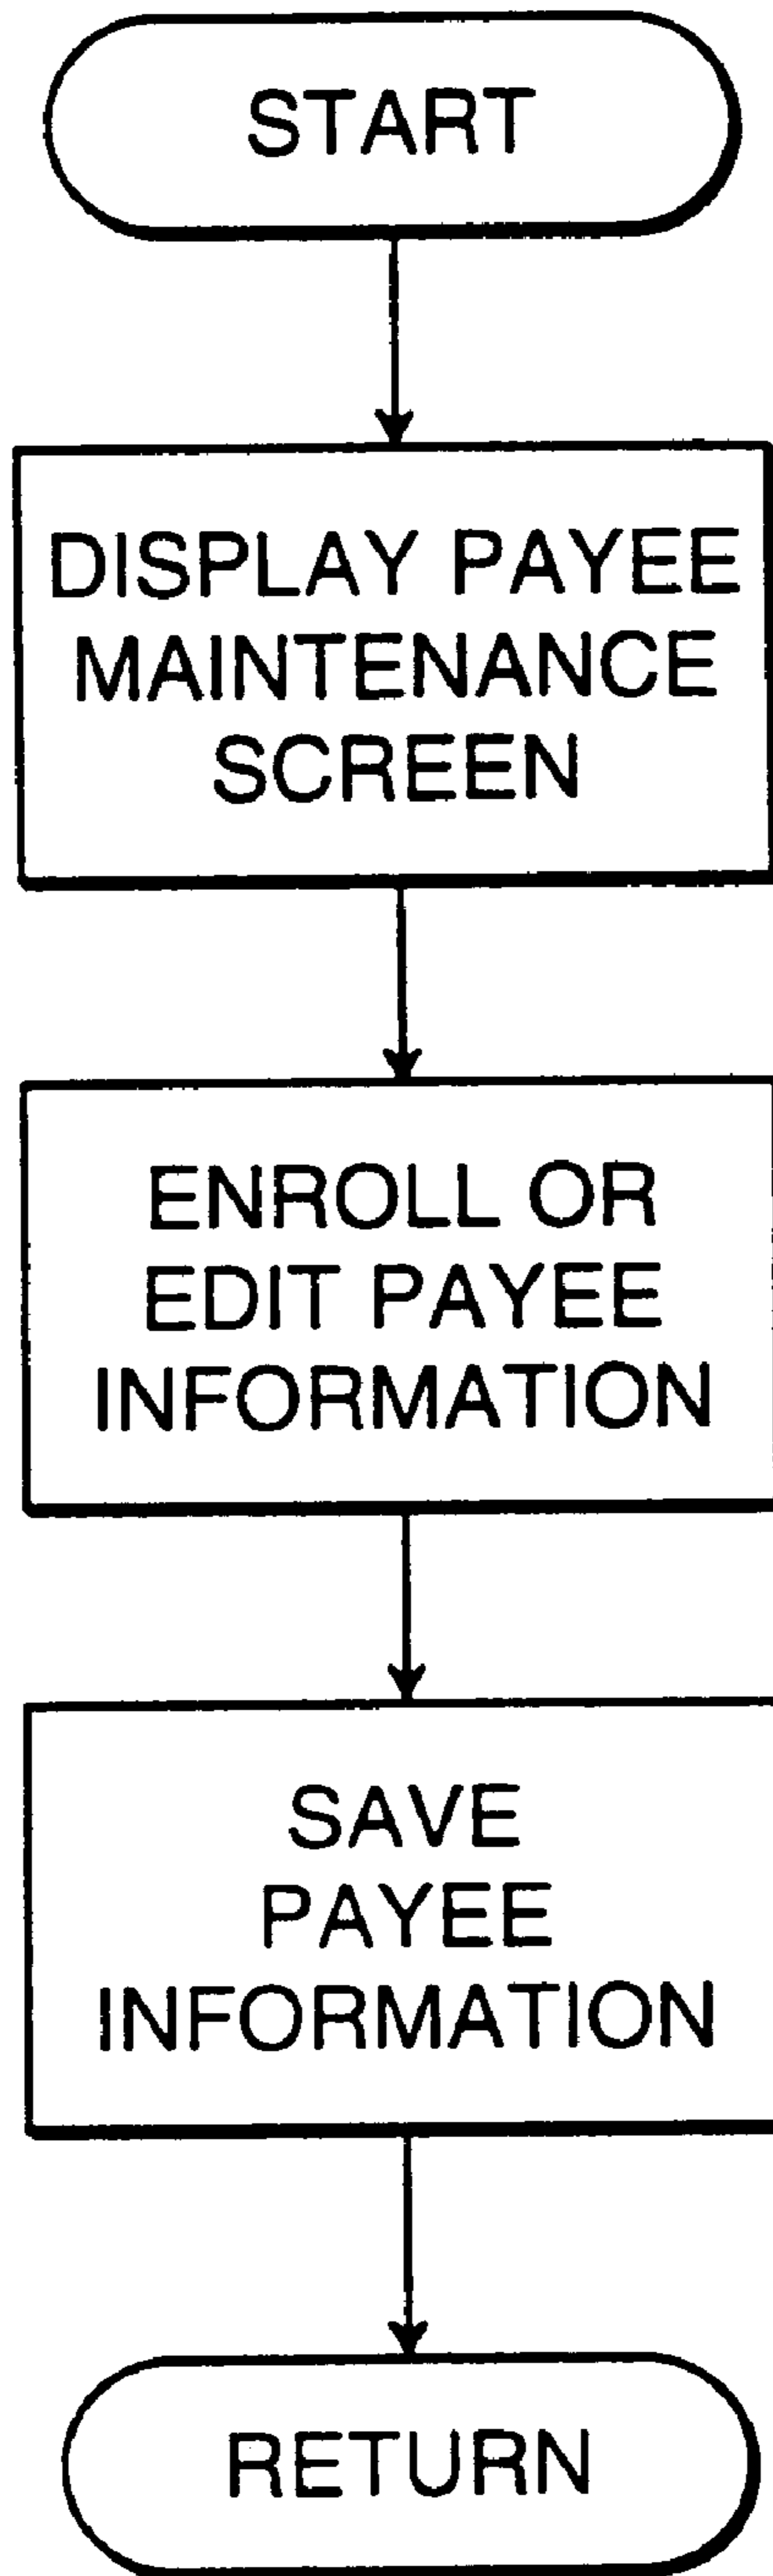 START
DISPLAY PAYEE
MAINTENANCE
SCREEN
ENROLL OR
EDIT PAYEE
INFORMATION
SAVE
PAYEE
INFORMATION
RETURN